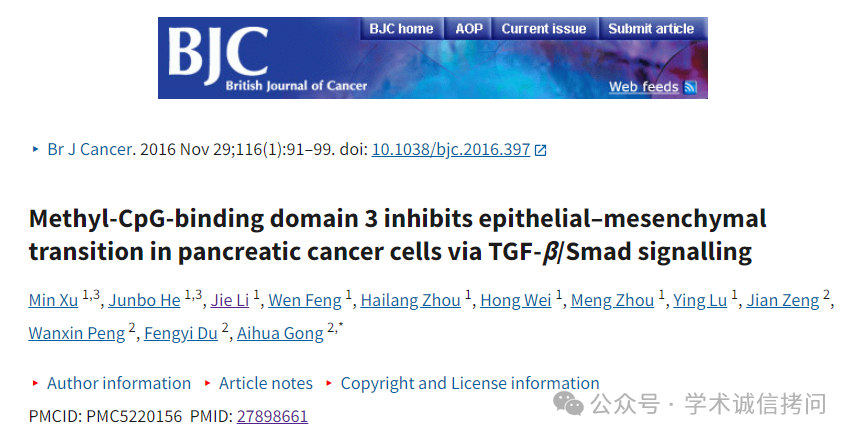 BJC home AOP Current issue Submit article
BJC
British Journal of Cancer
Web feeds
Br J Cancer. 2016 Nov 29;116(1):91–99. doi: 10.1038/bjc.2016.397
Methyl-CpG-binding domain 3 inhibits epithelial–mesenchymal
transition in pancreatic cancer cells via TGF-β/Smad signalling
Min Xu 1,3, Junbo He 1,3, Jie Li 1, Wen Feng 1, Hailang Zhou 1, Hong Wei 1, Meng Zhou 1, Ying Lu 1, Jian Zeng 2,
Wanxin Peng 2, Fengyi Du 2, Aihua Gong 2,*
Author information Article notes Copyright and License information
PMCID: PMC5220156 PMID: 27898661
公众号 · 学术诚信拷问